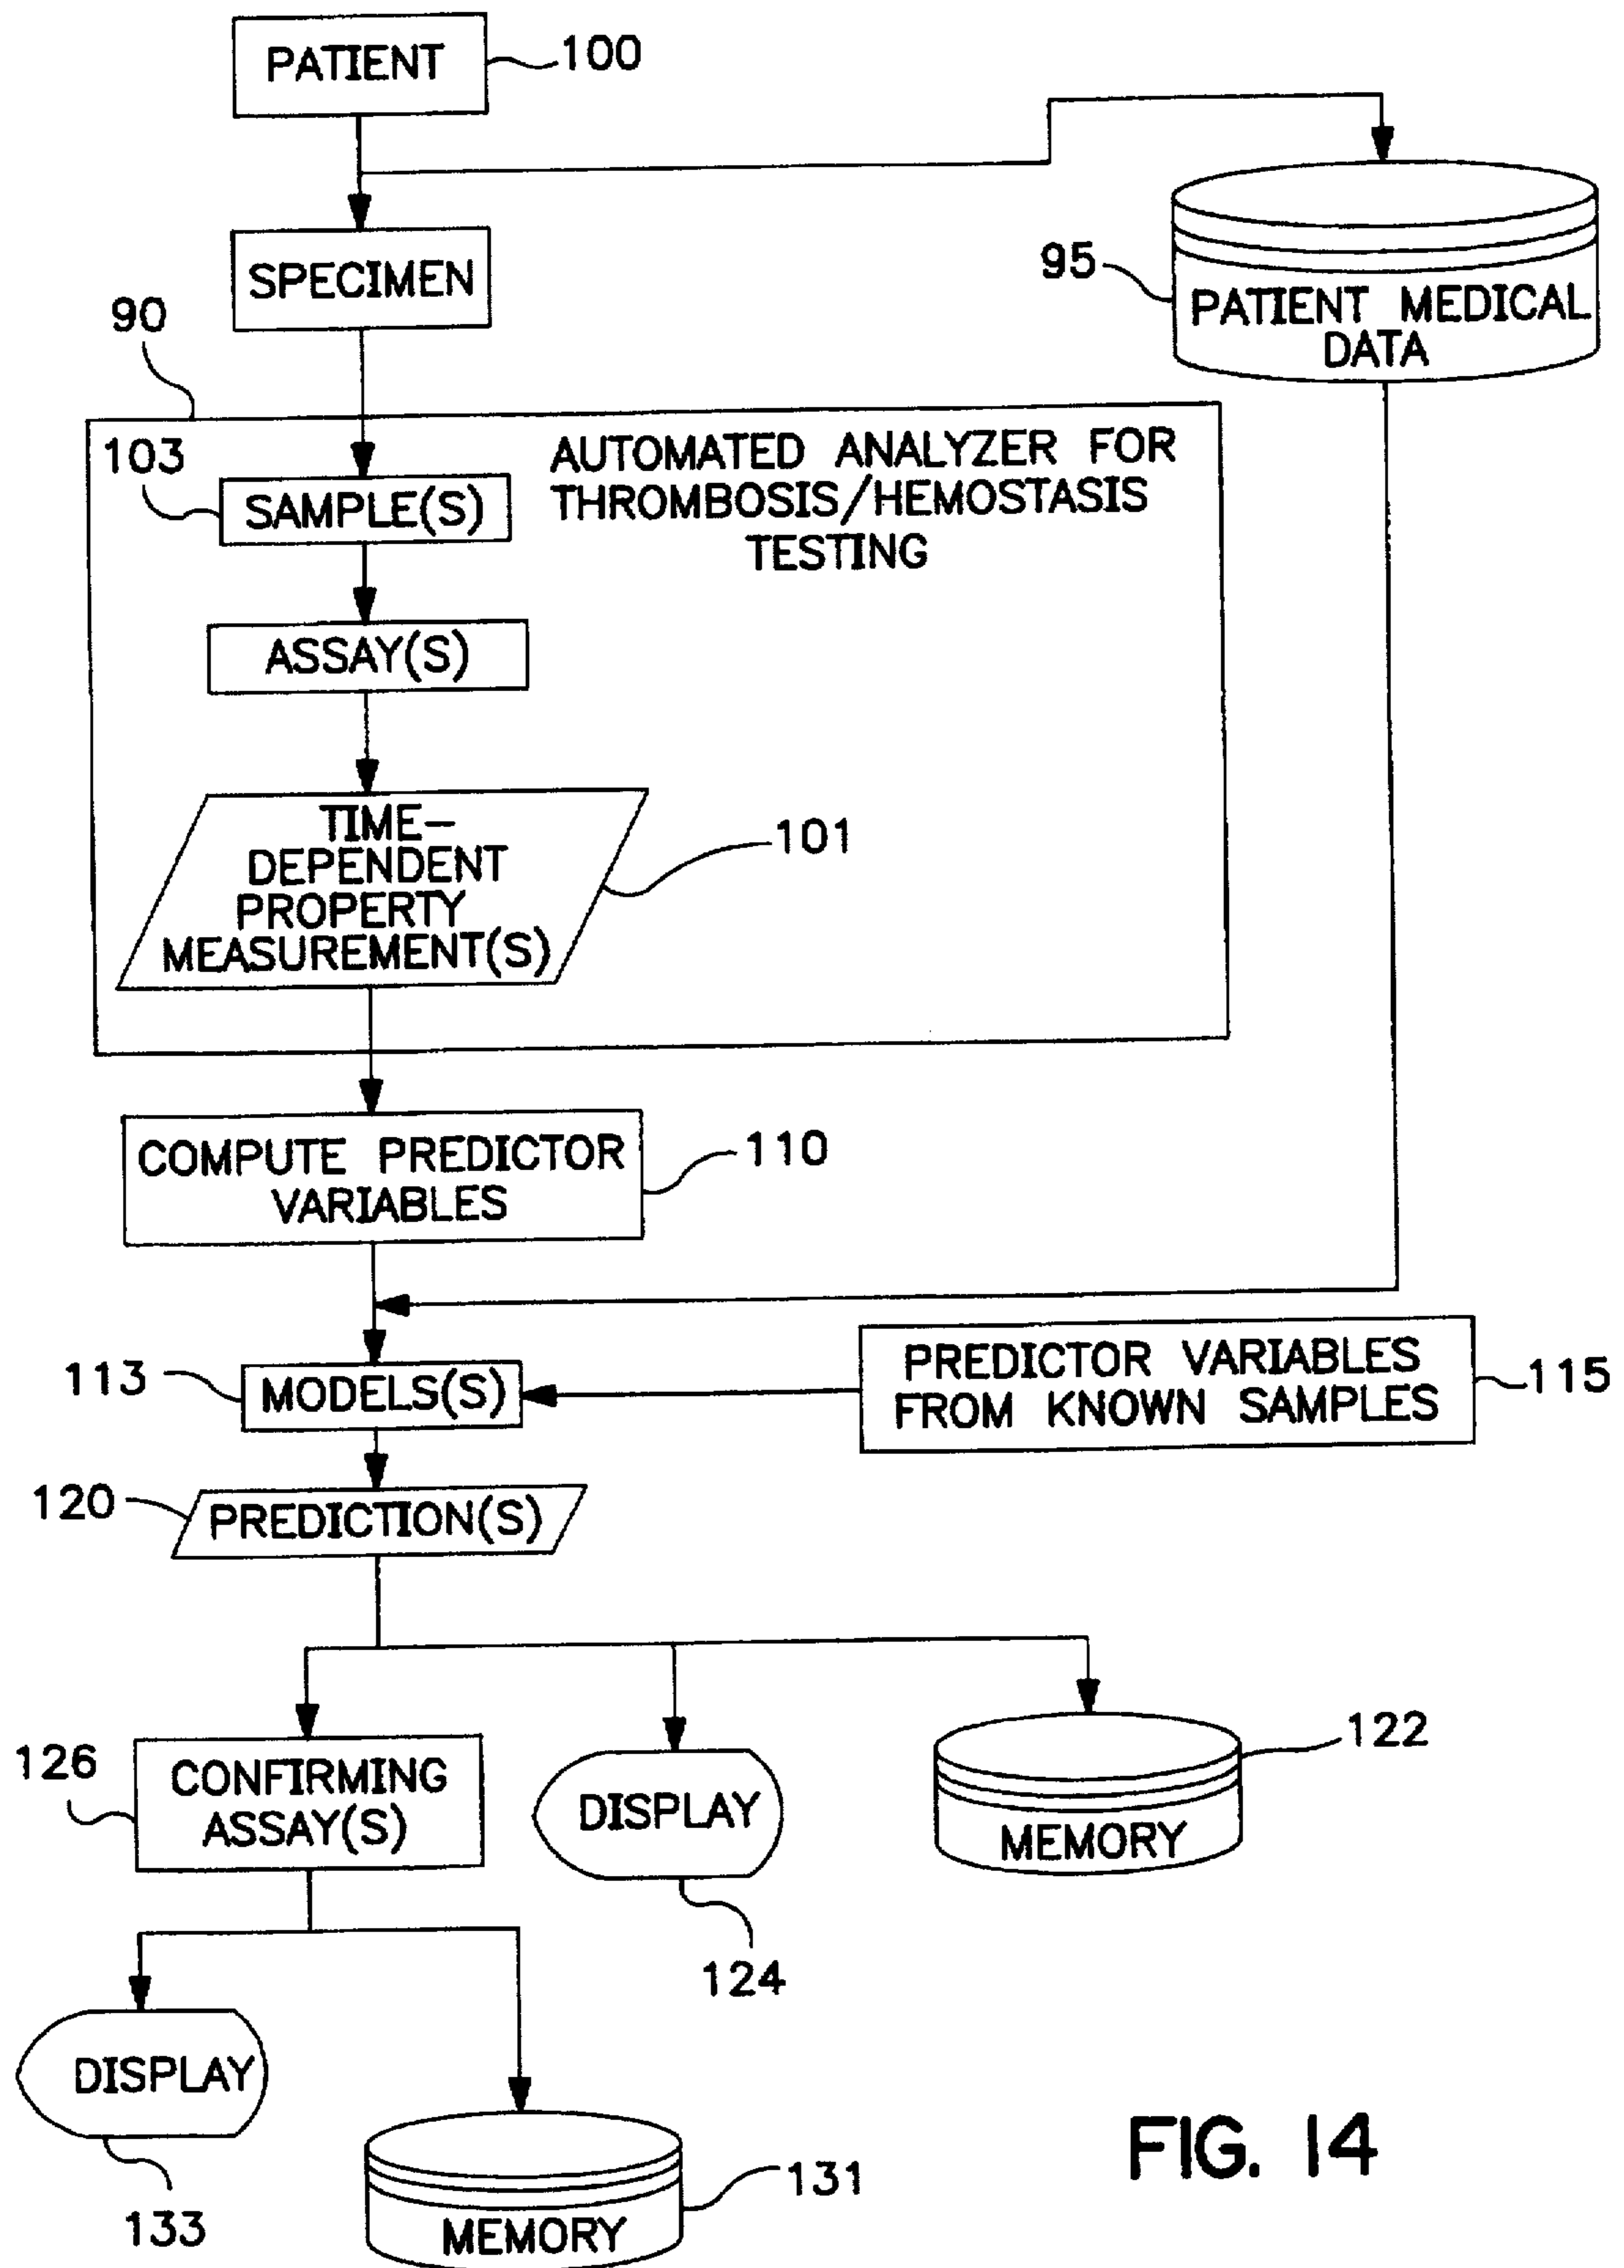 PATIENT
100
SPECIMEN
95
PATIENT MEDICAL
DATA
90
103
SAMPLE(S)
AUTOMATED ANALYZER FOR
THROMBOSIS/HEMOSTASIS
TESTING
ASSAY(S)
TIME-
DEPENDENT
PROPERTY
MEASUREMENT(S)
101
COMPUTE PREDICTOR
VARIABLES
110
113
MODELS(S)
PREDICTOR VARIABLES
FROM KNOWN SAMPLES
115
120
PREDICTION(S)
126
CONFIRMING
ASSAY(S)
DISPLAY
124
MEMORY
122
DISPLAY
133
MEMORY
131
FIG. 14